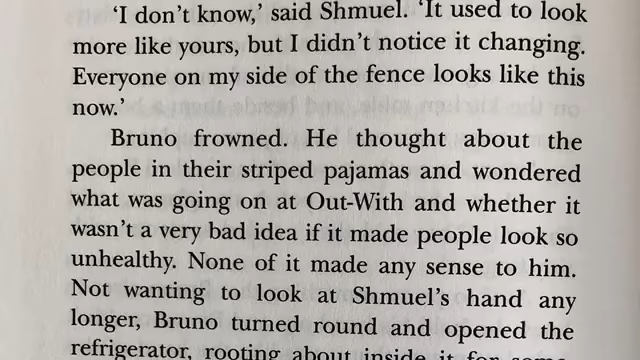 'I don't know,' said Shmuel. 'It used to look
more like yours, but I didn't notice it changing.
Everyone on my side of the fence looks like this
now.'
Bruno frowned. He thought about the
people in their striped pajamas and wondered
what was going on at Out-With and whether it
wasn't a very bad idea if it made people look so
unhealthy. None of it made any sense to him.
Not wanting to look at Shmuel's hand any
longer, Bruno turned round and opened the
refrigerator, rooting about inside it for some